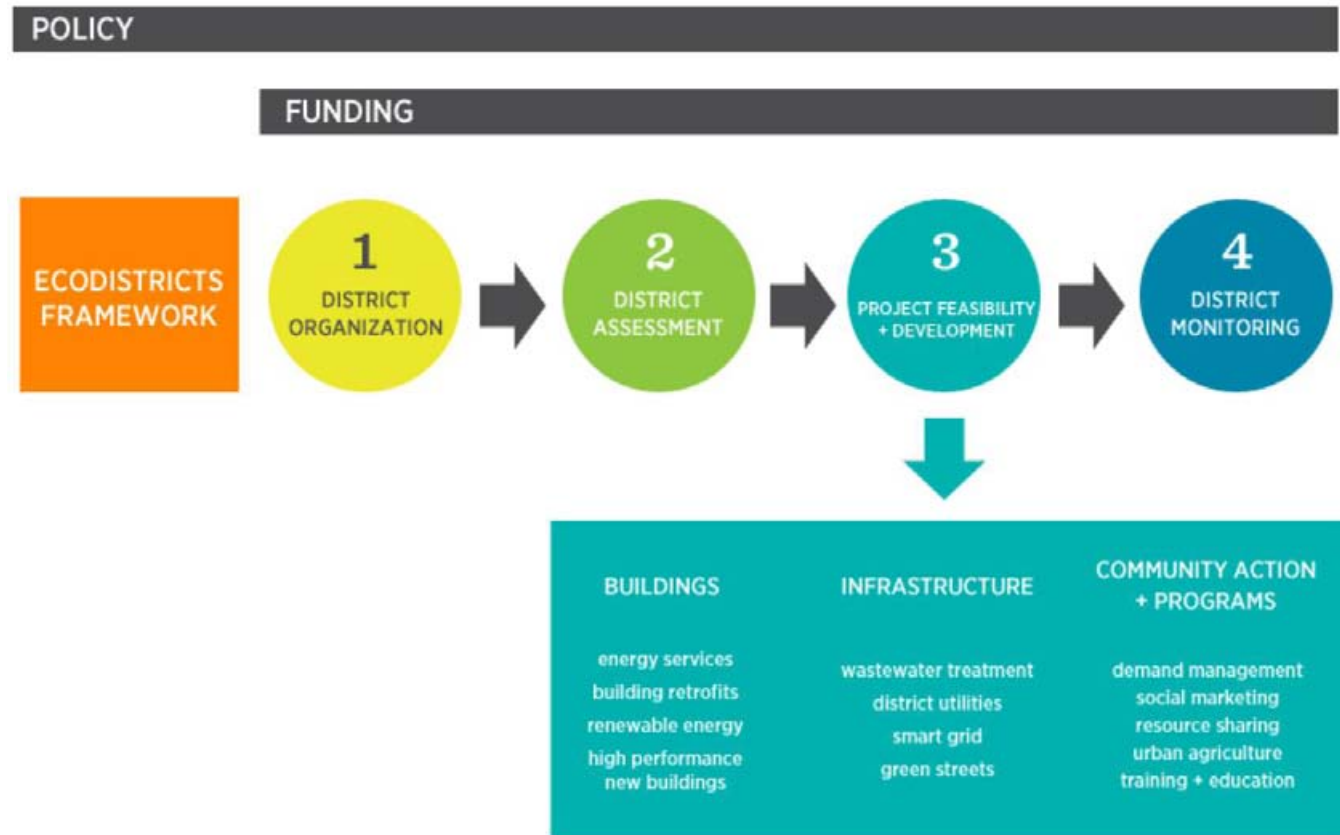 POLICY
FUNDING
ECODISTRICTS
FRAMEWORK
1
DISTRICT
ORGANIZATION
2
DISTRICT
ASSESSMENT
3
PROJECT FEASIBILITY
+ DEVELOPMENT
4
DISTRICT
MONITORING
BUILDINGS
energy services
building retrofits
renewable energy
high performance
new buildings
INFRASTRUCTURE
wastewater treatment
district utilities
smart grid
green streets
COMMUNITY ACTION
+ PROGRAMS
demand management
social marketing
resource sharing
urban agriculture
training + education